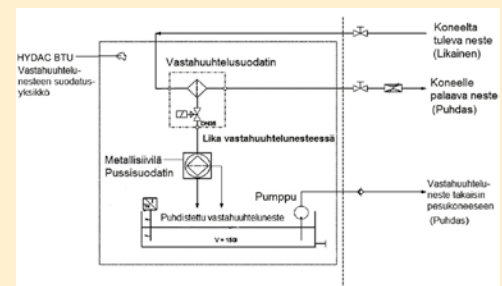 HYDAC BTU
Vastahuuhtelu-
nesteen suodatus-
yksikkö
Vastahuuhtelusuodatin
Koneelta
tuleva neste
(Likainen)
Koneelle
palaava neste
(Puhdas)
Lika vastahuuhtelunesteessä
Metallisiivilä
Pussisuodatin
Pumppu
Puhdistettu vastahuuhteluneste
Vastahuuhtelu-
neste takaisin
pesukoneeseen
(Puhdas)